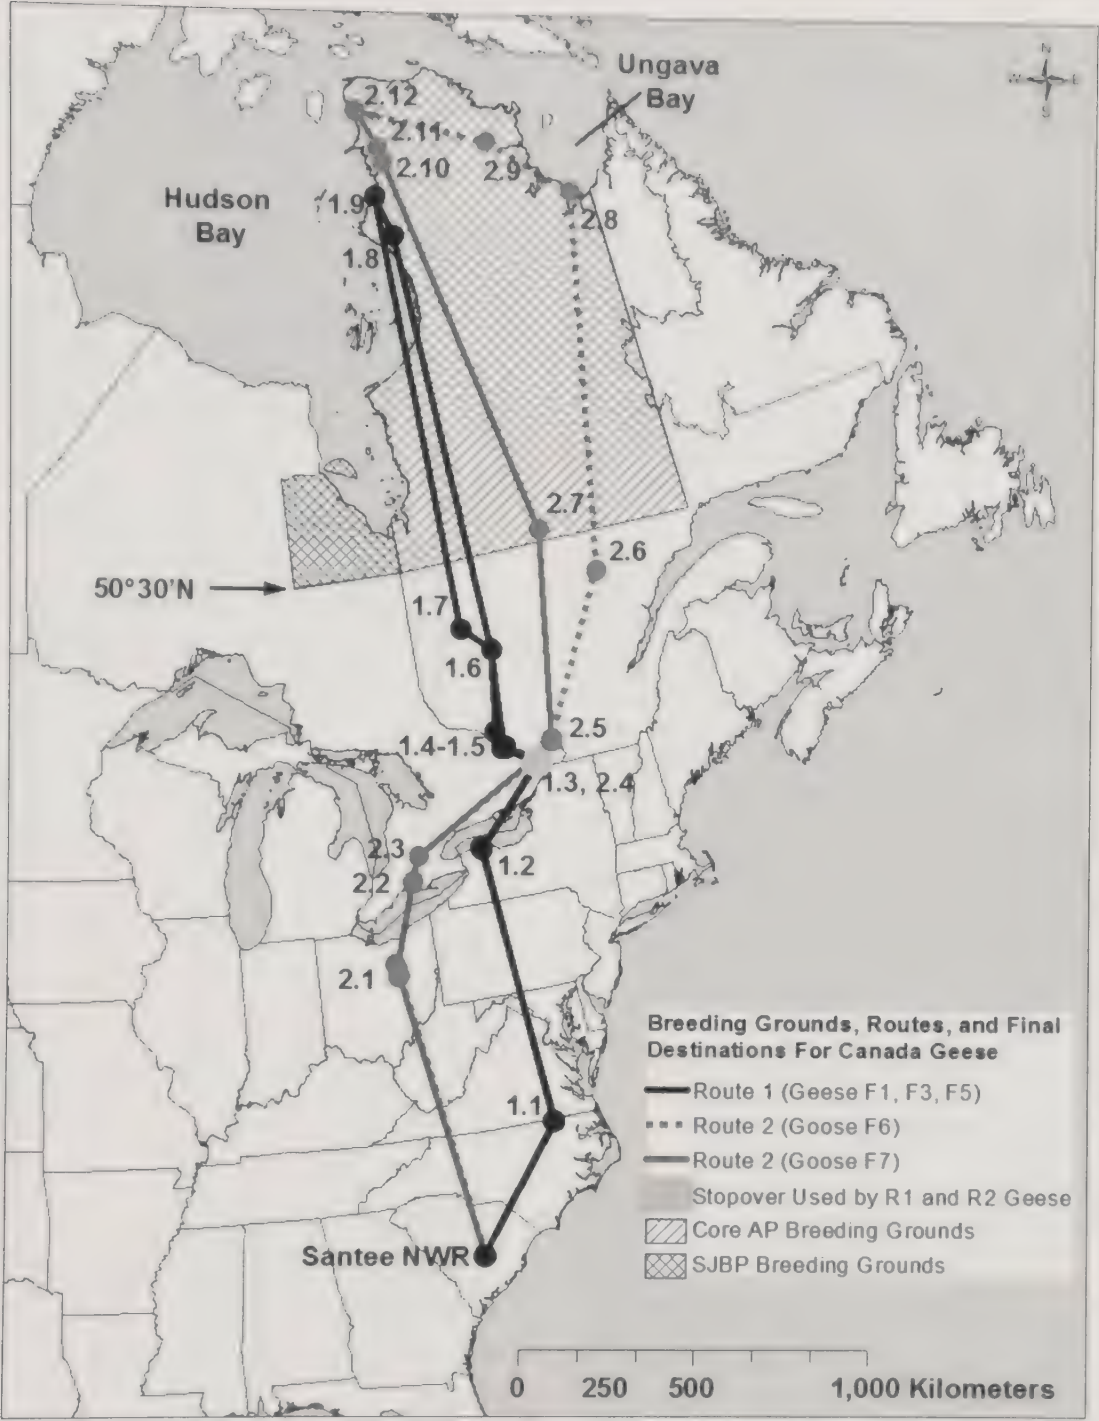 Ungava
Bay
N
W E
S
2.12
2.11
2.10
2.9
2.8
Hudson
Bay
1.9
1.8
2.7
2.6
50°30'N
1.7
1.6
2.5
1.4-1.5
1.3, 2.4
2.3
1.2
2.2
2.1
1.1
Santee NWR
Breeding Grounds, Routes, and Final
Destinations For Canada Geese
Route 1 (Geese F1, F3, F5)
Route 2 (Goose F6)
Route 2 (Goose F7)
Stopover Used by R1 and R2 Geese
Core AP Breeding Grounds
SJBP Breeding Grounds
0 250 500 1,000 Kilometers